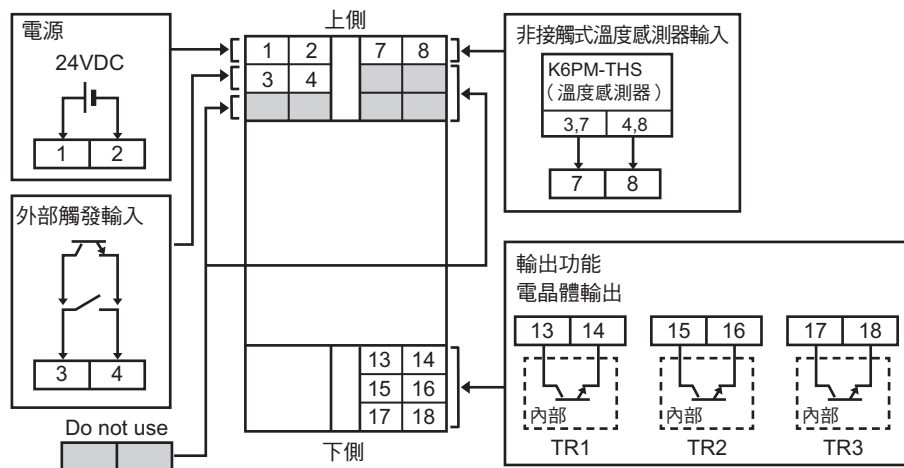 電源
24VDC
1 2
外部觸發輸入
3 4
Do not use
上側
1 2 7 8
3 4
13 14
15 16
17 18
下側
非接觸式溫度感測器輸入
K6PM-THS
（溫度感測器）
3,7 4,8
7 8
輸出功能
電晶體輸出
13 14 15 16 17 18
內部 內部 內部
TR1 TR2 TR3